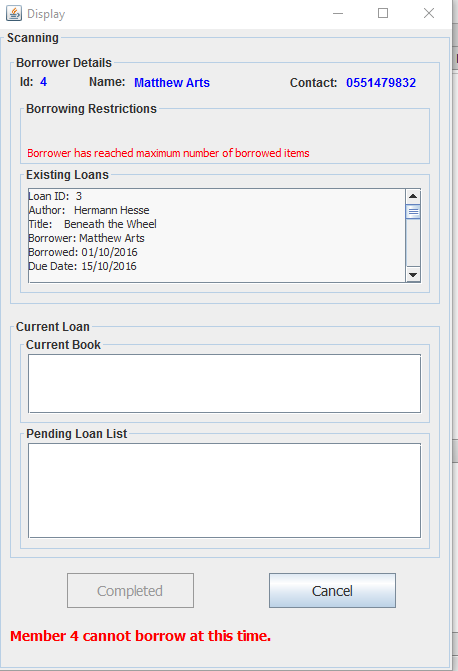 Display
Scanning
Borrower Details
Id: 4 Name: Matthew Arts Contact: 0551479832
Borrowing Restrictions
Borrower has reached maximum number of borrowed items
Existing Loans
Loan ID: 3
Author: Hermann Hesse
Title: Beneath the Wheel
Borrower: Matthew Arts
Borrowed: 01/10/2016
Due Date: 15/10/2016
Current Loan
Current Book
Pending Loan List
Completed Cancel
Member 4 cannot borrow at this time.